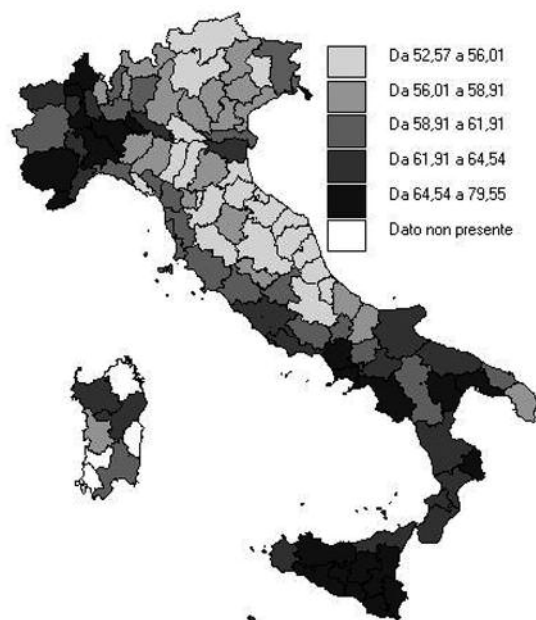 Da 52,57 a 56,01
Da 56,01 a 58,91
Da 58,91 a 61,91
Da 61,91 a 64,54
Da 64,54 a 79,55
Dato non presente